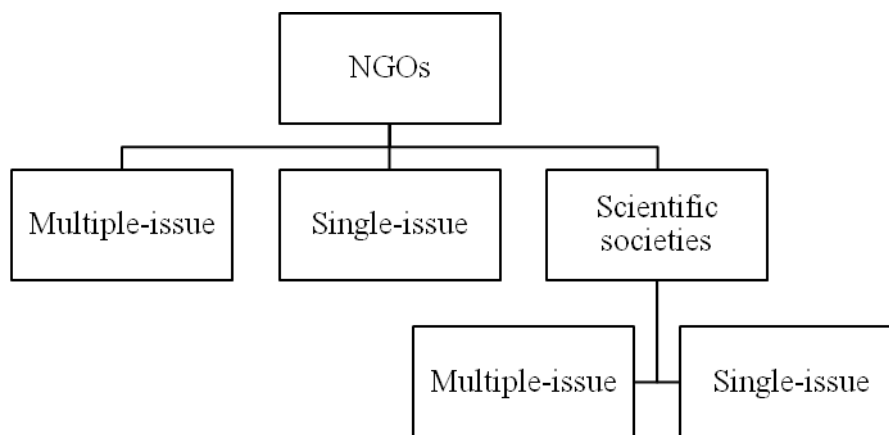 NGOs
Multiple-issue
Single-issue
Scientific
societies
Multiple-issue
Single-issue